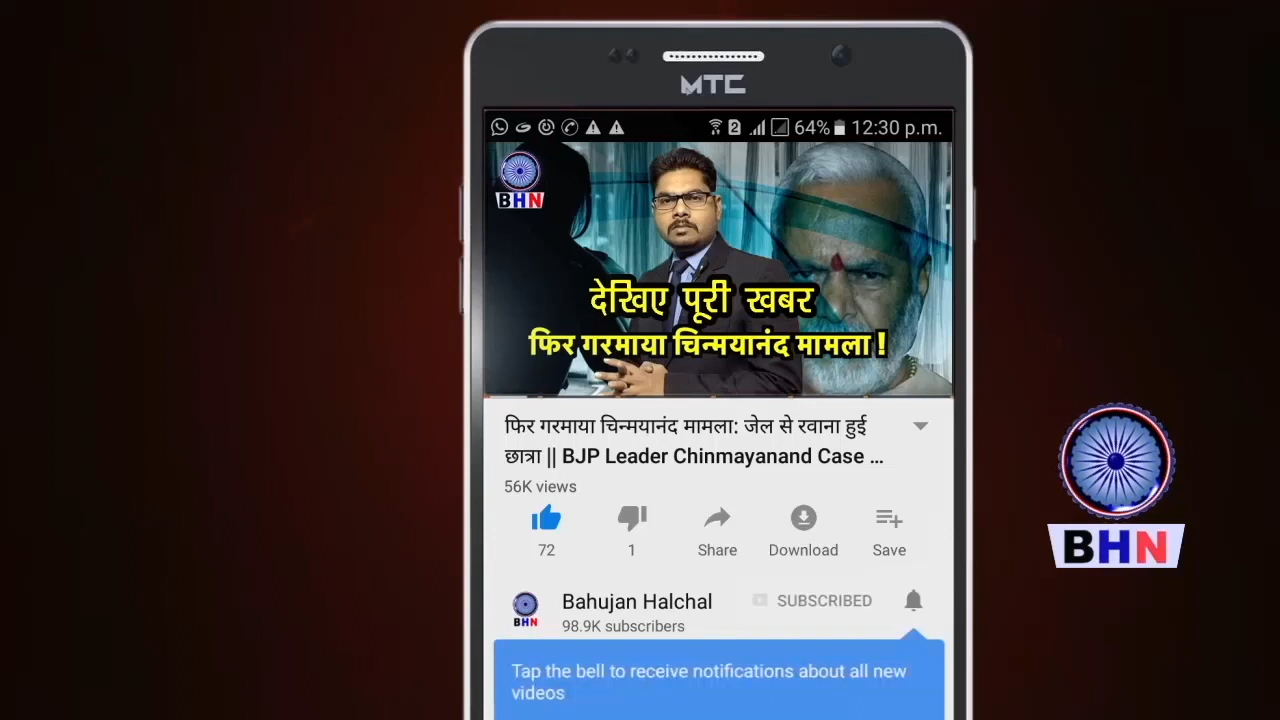 MTC
2 64% 12:30 p.m.
BHN
देखिए पूरी खबर
फिर गरमाया चिन्मयानंद मामला !
फिर गरमाया चिन्मयानंद मामला: जेल से रवाना हुई
छात्रा || BJP Leader Chinmayanand Case ...
56K views
72 1 Share Download Save
Bahujan Halchal SUBSCRIBED
98.9K subscribers
BHN
Tap the bell to receive notifications about all new
videos
BHN